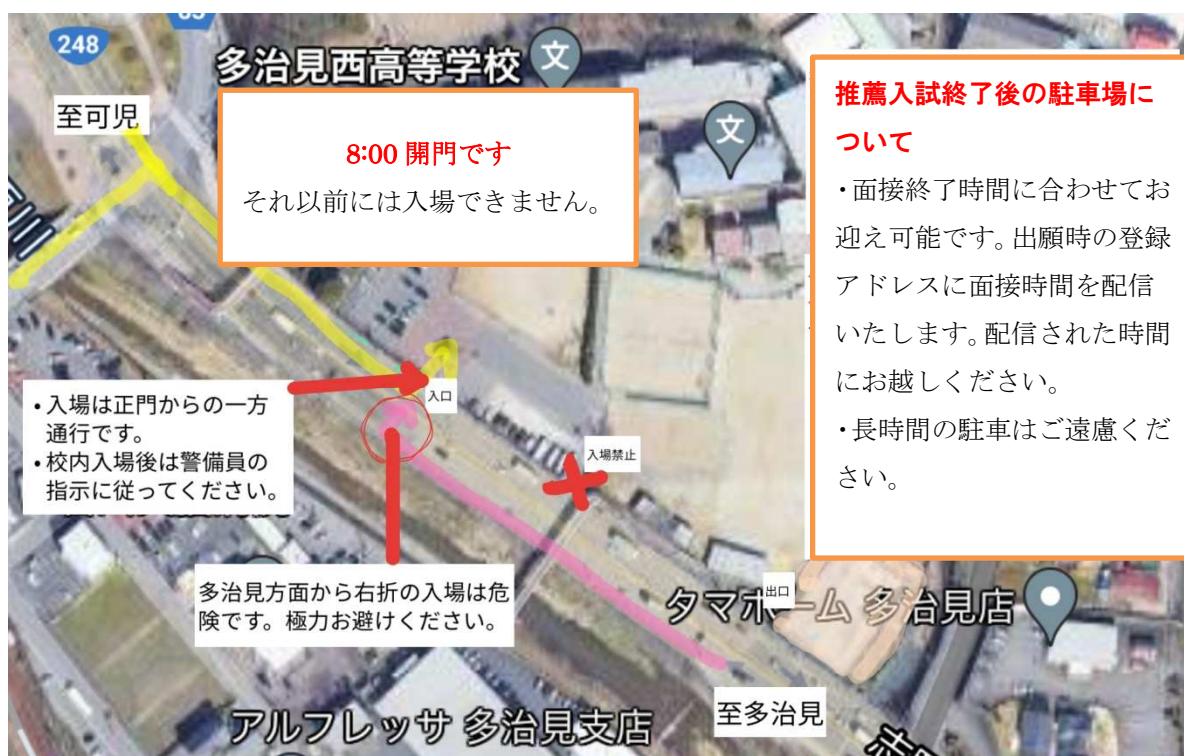 248
多治見西高等学校
文
至可児
8:00 開門です
それ以前には入場できません。
文
推薦入試終了後の駐車場に
ついて
・面接終了時間に合わせてお
迎え可能です。出願時の登録
アドレスに面接時間を配信
いたします。配信された時間
にお越しください。
・長時間の駐車はご遠慮くだ
さい。
入口
• 入場は正門からの一方
通行です。
• 校内入場後は警備員の
指示に従ってください。
入場禁止
多治見方面から右折の入場は危
険です。極力お避けください。
出口
タマホーム 多治見店
至多治見
アルフレッサ 多治見支店